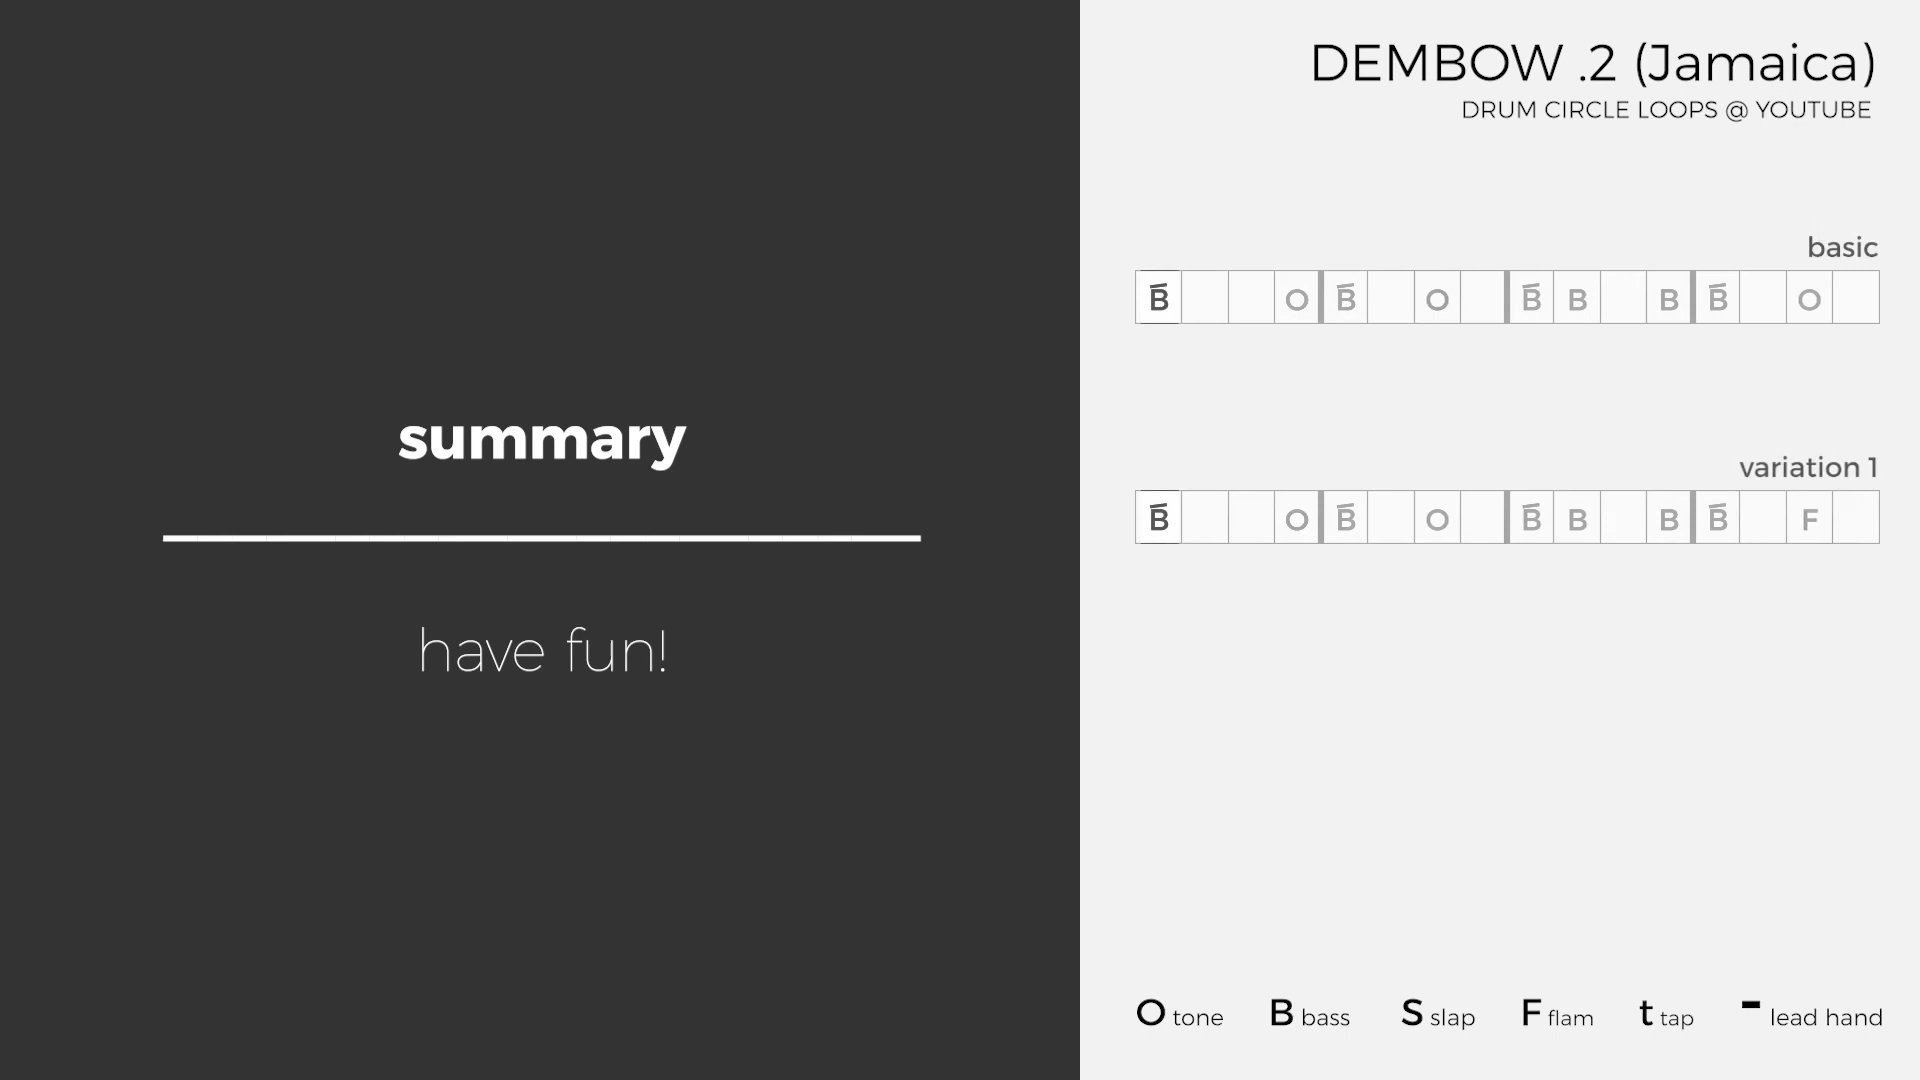 summary
have fun!
DEMBOW .2 (Jamaica)
DRUM CIRCLE LOOPS @ YOUTUBE
basic
B̄ O B̄ O B̄ B B B̄ O
variation 1
B̄ O B̄ O B̄ B B B̄ F
O tone B bass S slap F flam t tap - lead hand